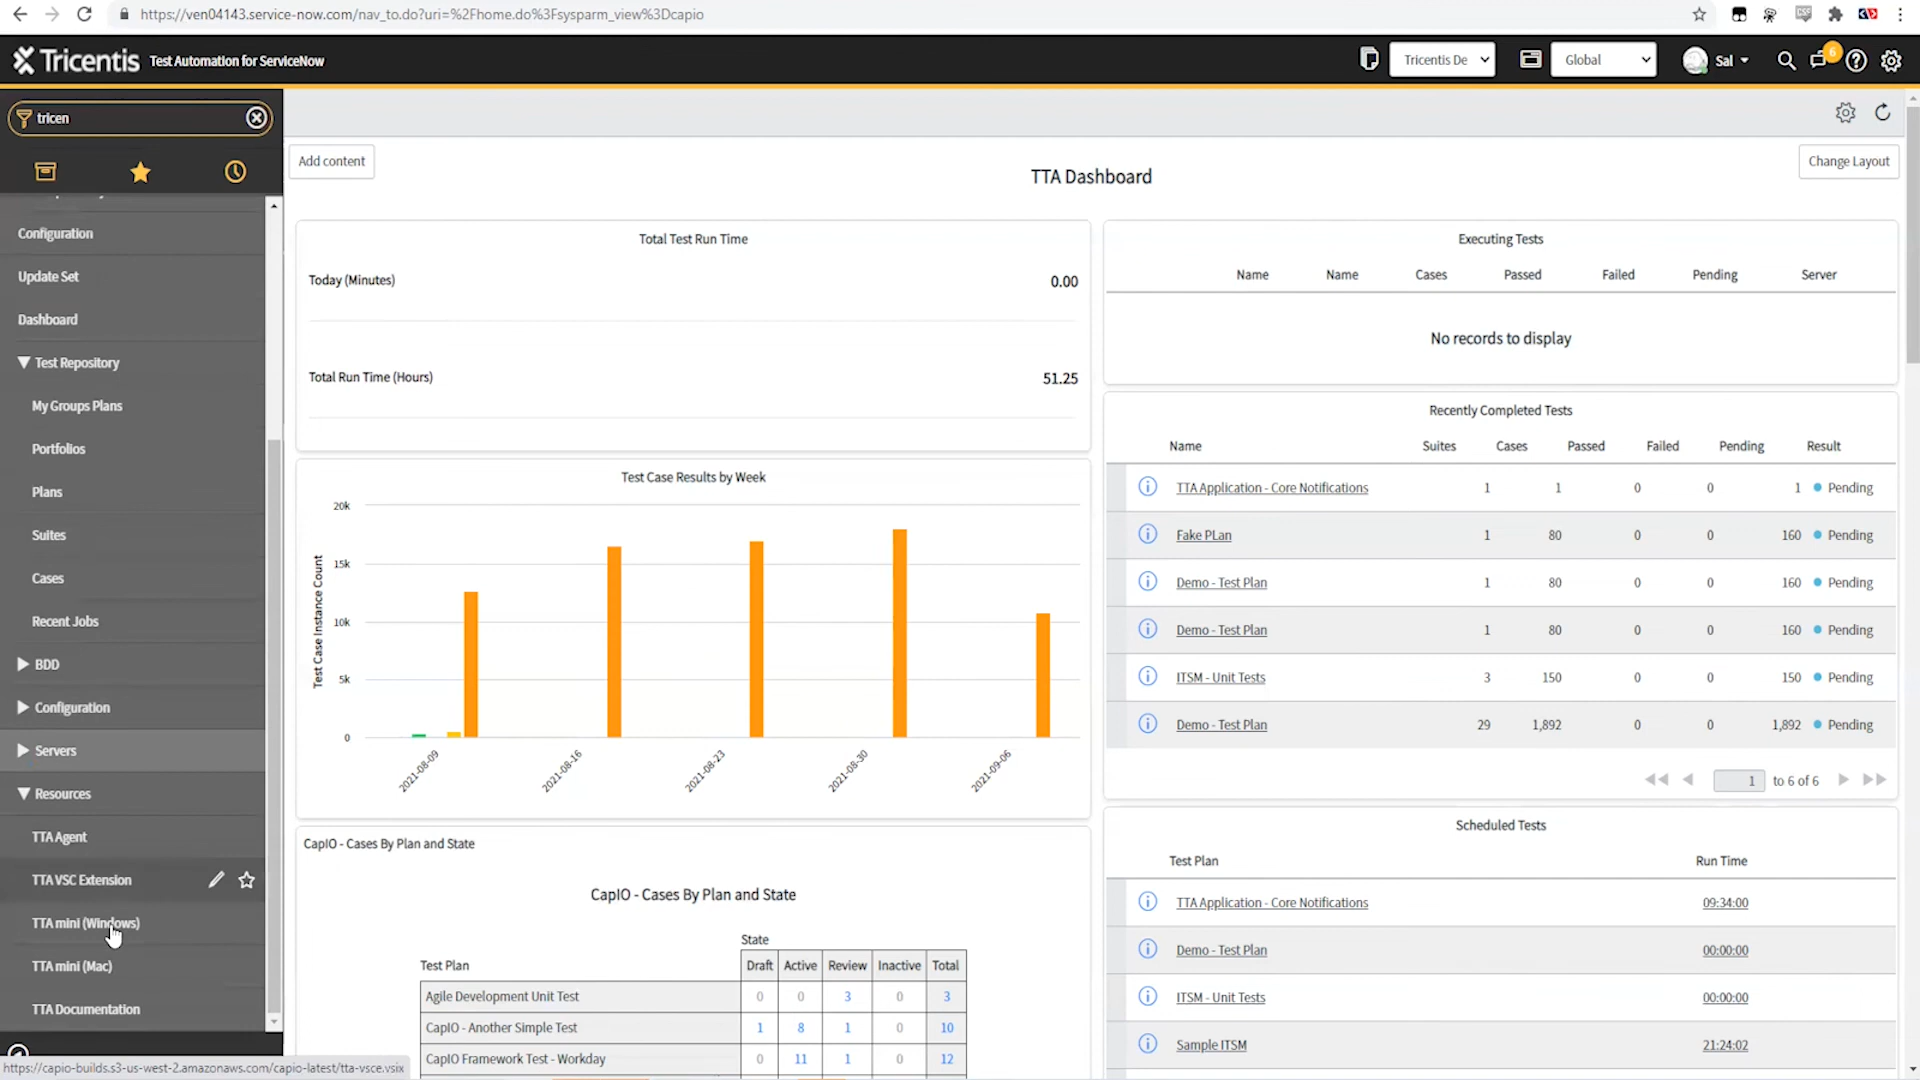 https://ven04143.service-now.com/nav_to.do?uri=%2Fhome.do%3Fsysparm_view%3Dcapio
Tricentis Test Automation for ServiceNow
Tricentis De
Global
Sal
6
tricen
Configuration
Update Set
Dashboard
Test Repository
My Groups Plans
Portfolios
Plans
Suites
Cases
Recent Jobs
BDD
Configuration
Servers
Resources
TTA Agent
TTA VSC Extension
TTA mini (Windows)
TTA mini (Mac)
TTA Documentation
https://capio-builds.s3-us-west-2.amazonaws.com/capio-latest/tta-vsce.vsix
Add content
TTA Dashboard
Change Layout
Total Test Run Time
Today (Minutes) 0.00
Total Run Time (Hours) 51.25
Test Case Results by Week
Test Case Instance Count
20k
15k
10k
5k
0
2021-08-09 2021-08-16 2021-08-23 2021-08-30 2021-09-06
CapIO - Cases By Plan and State
CapIO - Cases By Plan and State
State
Test Plan Draft Active Review Inactive Total
Agile Development Unit Test 0 0 3 0 3
CapIO - Another Simple Test 1 8 1 0 10
CapIO Framework Test - Workday 0 11 1 0 12
Executing Tests
Name Name Cases Passed Failed Pending Server
No records to display
Recently Completed Tests
Name Suites Cases Passed Failed Pending Result
TTA Application - Core Notifications 1 1 0 0 1 Pending
Fake PLan 1 80 0 0 160 Pending
Demo - Test Plan 1 80 0 0 160 Pending
Demo - Test Plan 1 80 0 0 160 Pending
ITSM - Unit Tests 3 150 0 0 150 Pending
Demo - Test Plan 29 1,892 0 0 1,892 Pending
1 to 6 of 6
Scheduled Tests
Test Plan Run Time
TTA Application - Core Notifications 09:34:00
Demo - Test Plan 00:00:00
ITSM - Unit Tests 00:00:00
Sample ITSM 21:24:02